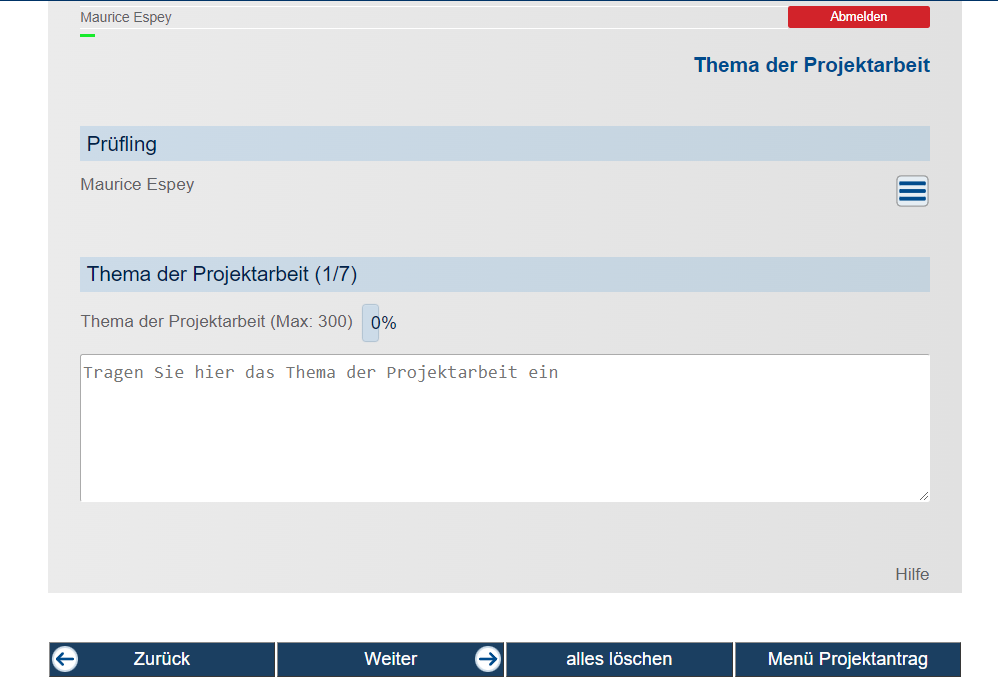 Maurice Espey Abmelden
Thema der Projektarbeit
Prüfling
Maurice Espey
Thema der Projektarbeit (1/7)
Thema der Projektarbeit (Max: 300) 0%
Tragen Sie hier das Thema der Projektarbeit ein
Hilfe
Zurück Weiter alles löschen Menü Projektantrag